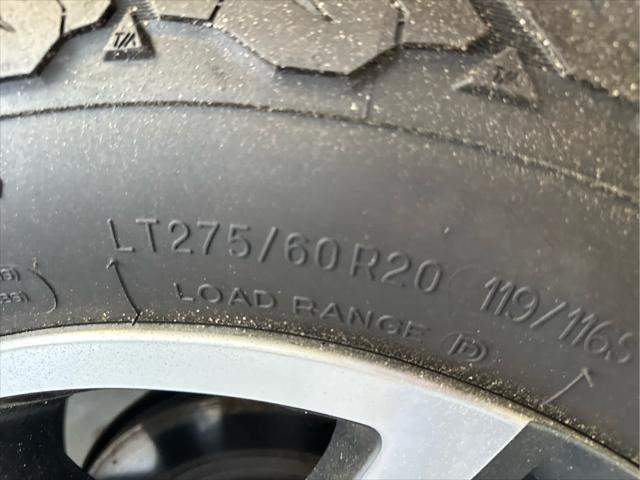 T/A
T/A
LT275/60R20 119/116S
LOAD RANGE D